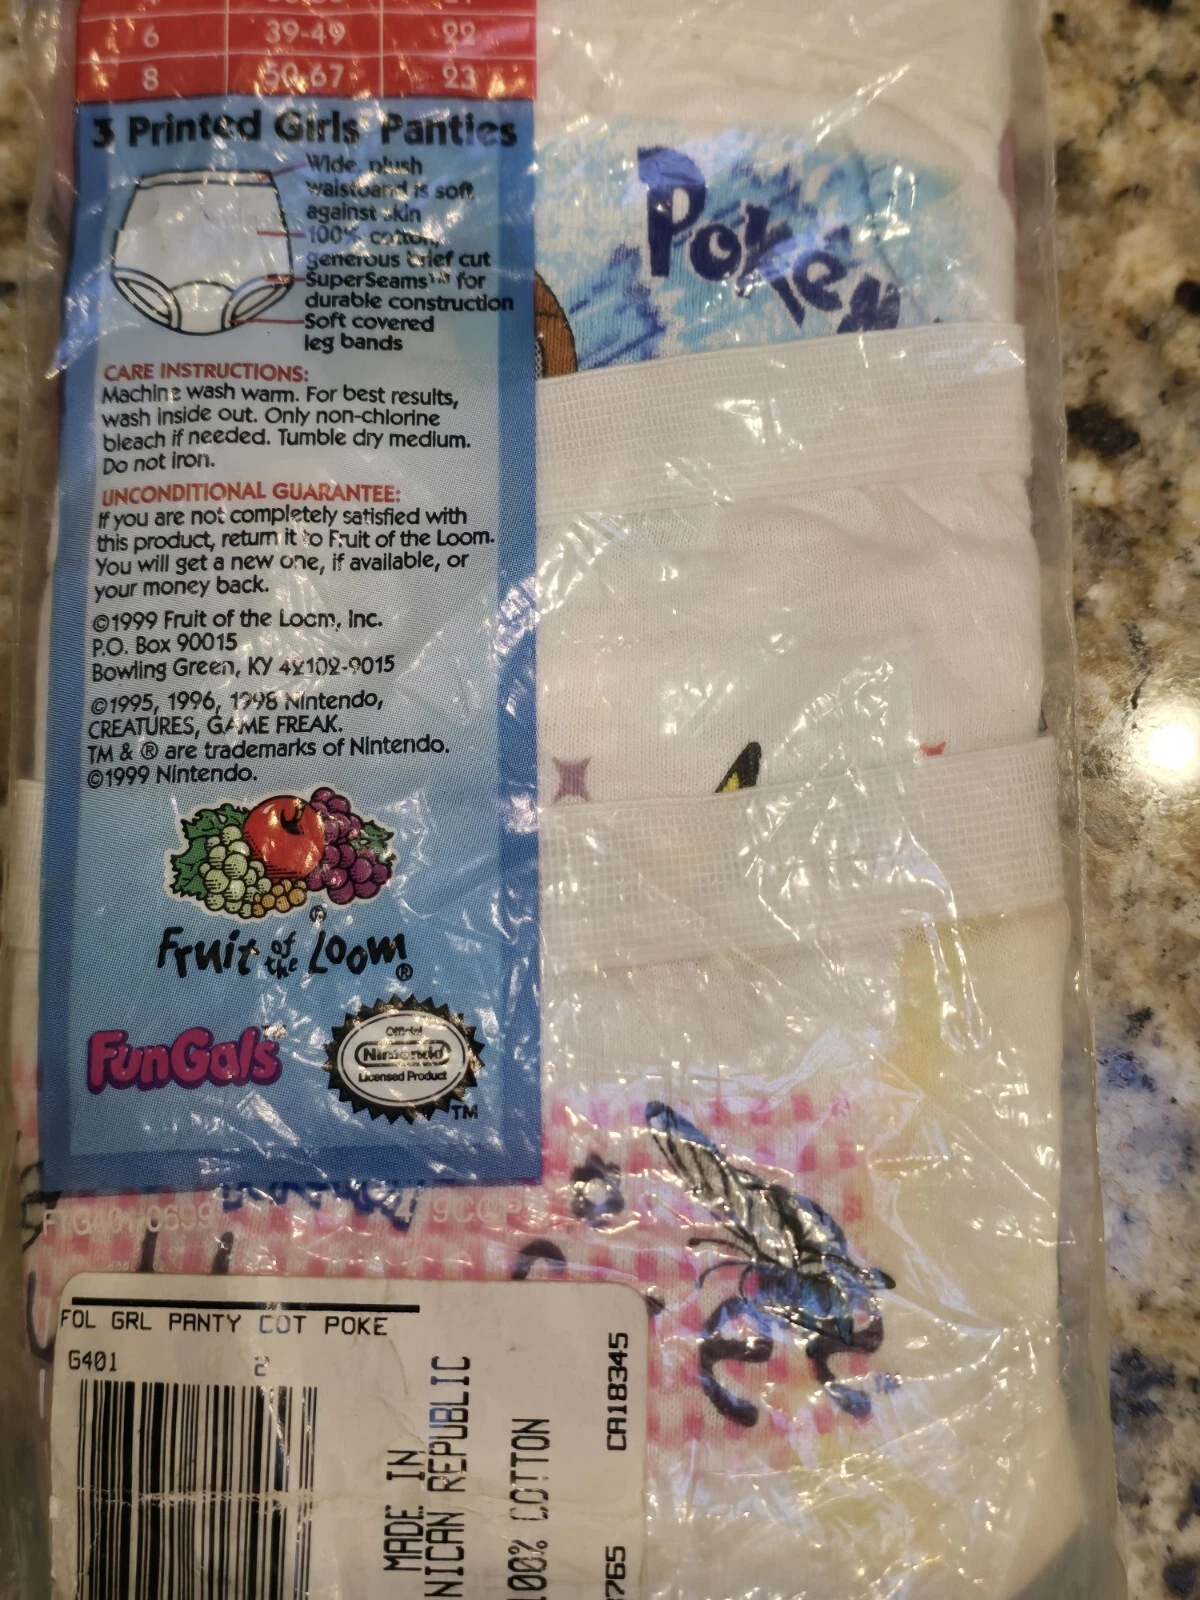 6 39-49 22
8 50-67 23
3 Printed Girls' Panties
Wide, plush
waistband is soft
against skin
100% cotton,
generous brief cut
SuperSeams™ for
durable construction
Soft covered
leg bands
CARE INSTRUCTIONS:
Machine wash warm. For best results,
wash inside out. Only non-chlorine
bleach if needed. Tumble dry medium.
Do not iron.
UNCONDITIONAL GUARANTEE:
If you are not completely satisfied with
this product, return it to Fruit of the Loom.
You will get a new one, if available, or
your money back.
©1999 Fruit of the Loom, Inc.
P.O. Box 90015
Bowling Green, KY 42102-9015
©1995, 1996, 1998 Nintendo,
CREATURES, GAME FREAK.
TM & ® are trademarks of Nintendo.
©1999 Nintendo.
Fruit of the Loom®
FunGals™
Official
Nintendo
Licensed Product
TM
Pokém
FOL GRL PANTY COT POKE
G401 2
MADE IN
NICAN REPUBLIC
100% COTTON
CA18345
765